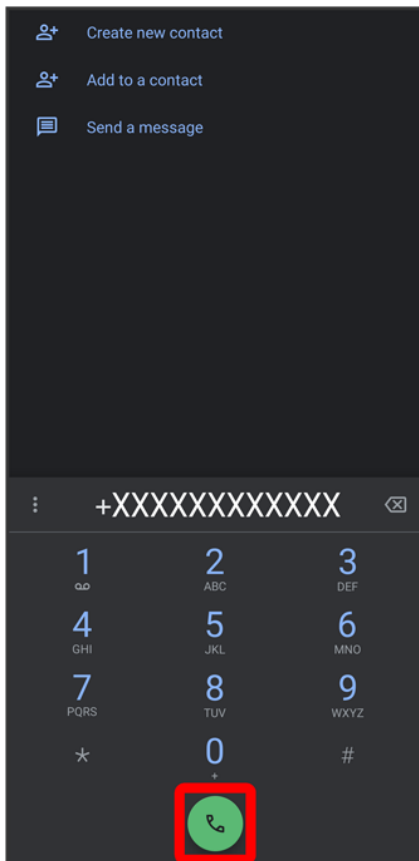 Create new contact
Add to a contact
Send a message
+XXXXXXXXXXXX
1 2 3
ABC DEF
4 5 6
GHI JKL MNO
7 8 9
PQRS TUV WXYZ
* 0 #
+